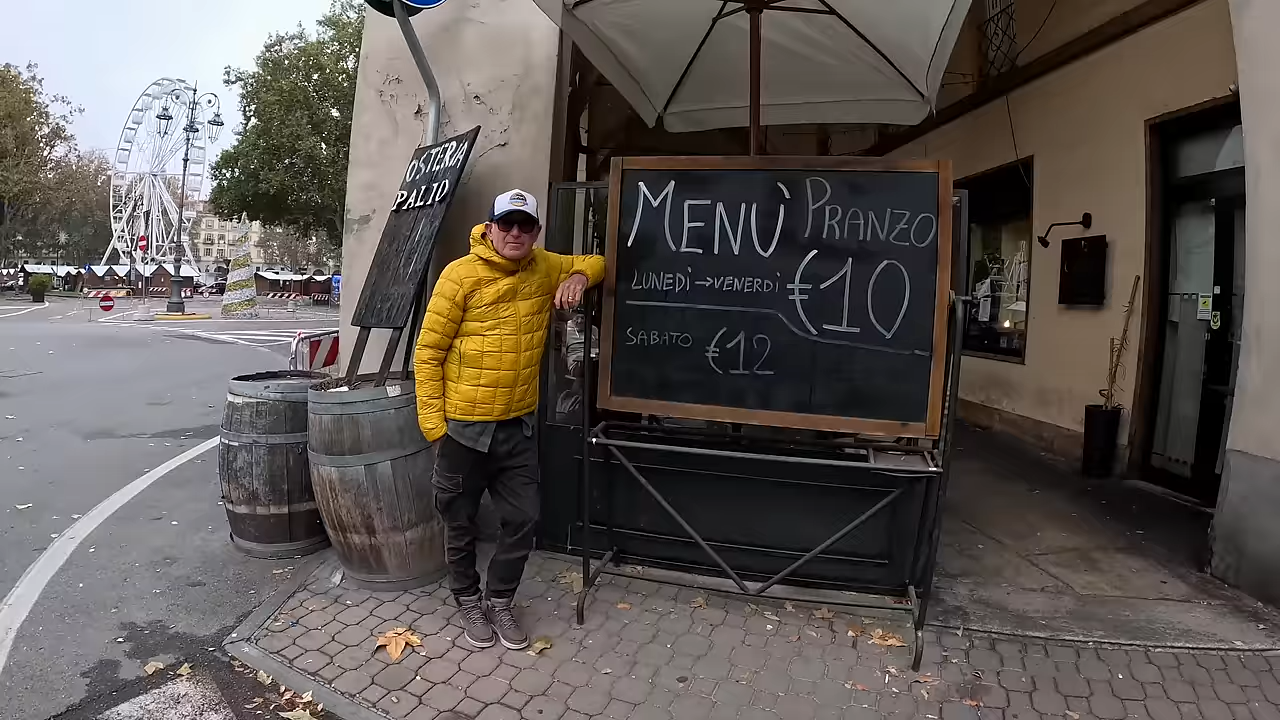 OSTERIA
PALIO
MENÙ PRANZO
LUNEDÌ → VENERDÌ €10
SABATO €12